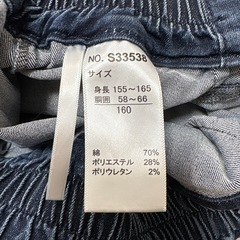 NO. S33538
サイズ
身長 155~165
胴囲 58~66
160
綿 70%
ポリエステル 28%
ポリウレタン 2%